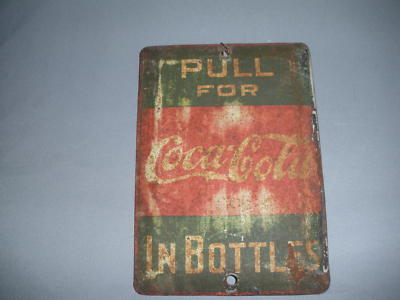 PULL
FOR
Coca-Cola
IN BOTTLES